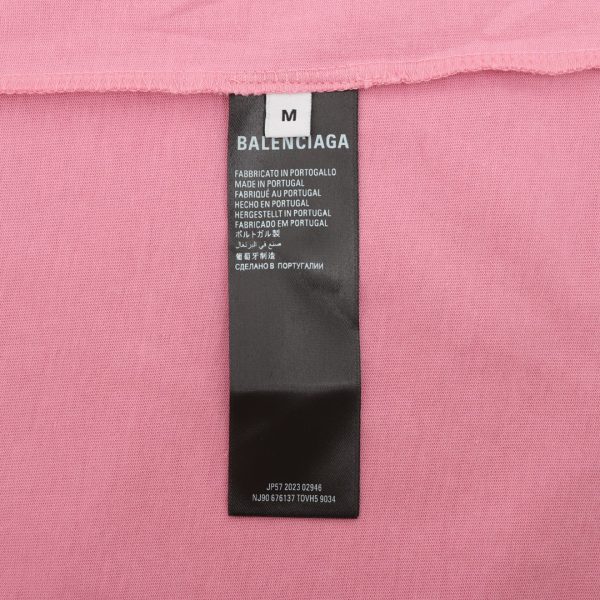 M
BALENCIAGA
FABBRICATO IN PORTOGALLO
MADE IN PORTUGAL
FABRIQUÉ AU PORTUGAL
HECHO EN PORTUGAL
HERGESTELLT IN PORTUGAL
FABRICADO EM PORTUGAL
ポルトガル製
صنع في البرتغال
葡萄牙制造
СДЕЛАНО В ПОРТУГАЛИИ
JP57 2023 02946
NJ90 676137 TOVH5 9034